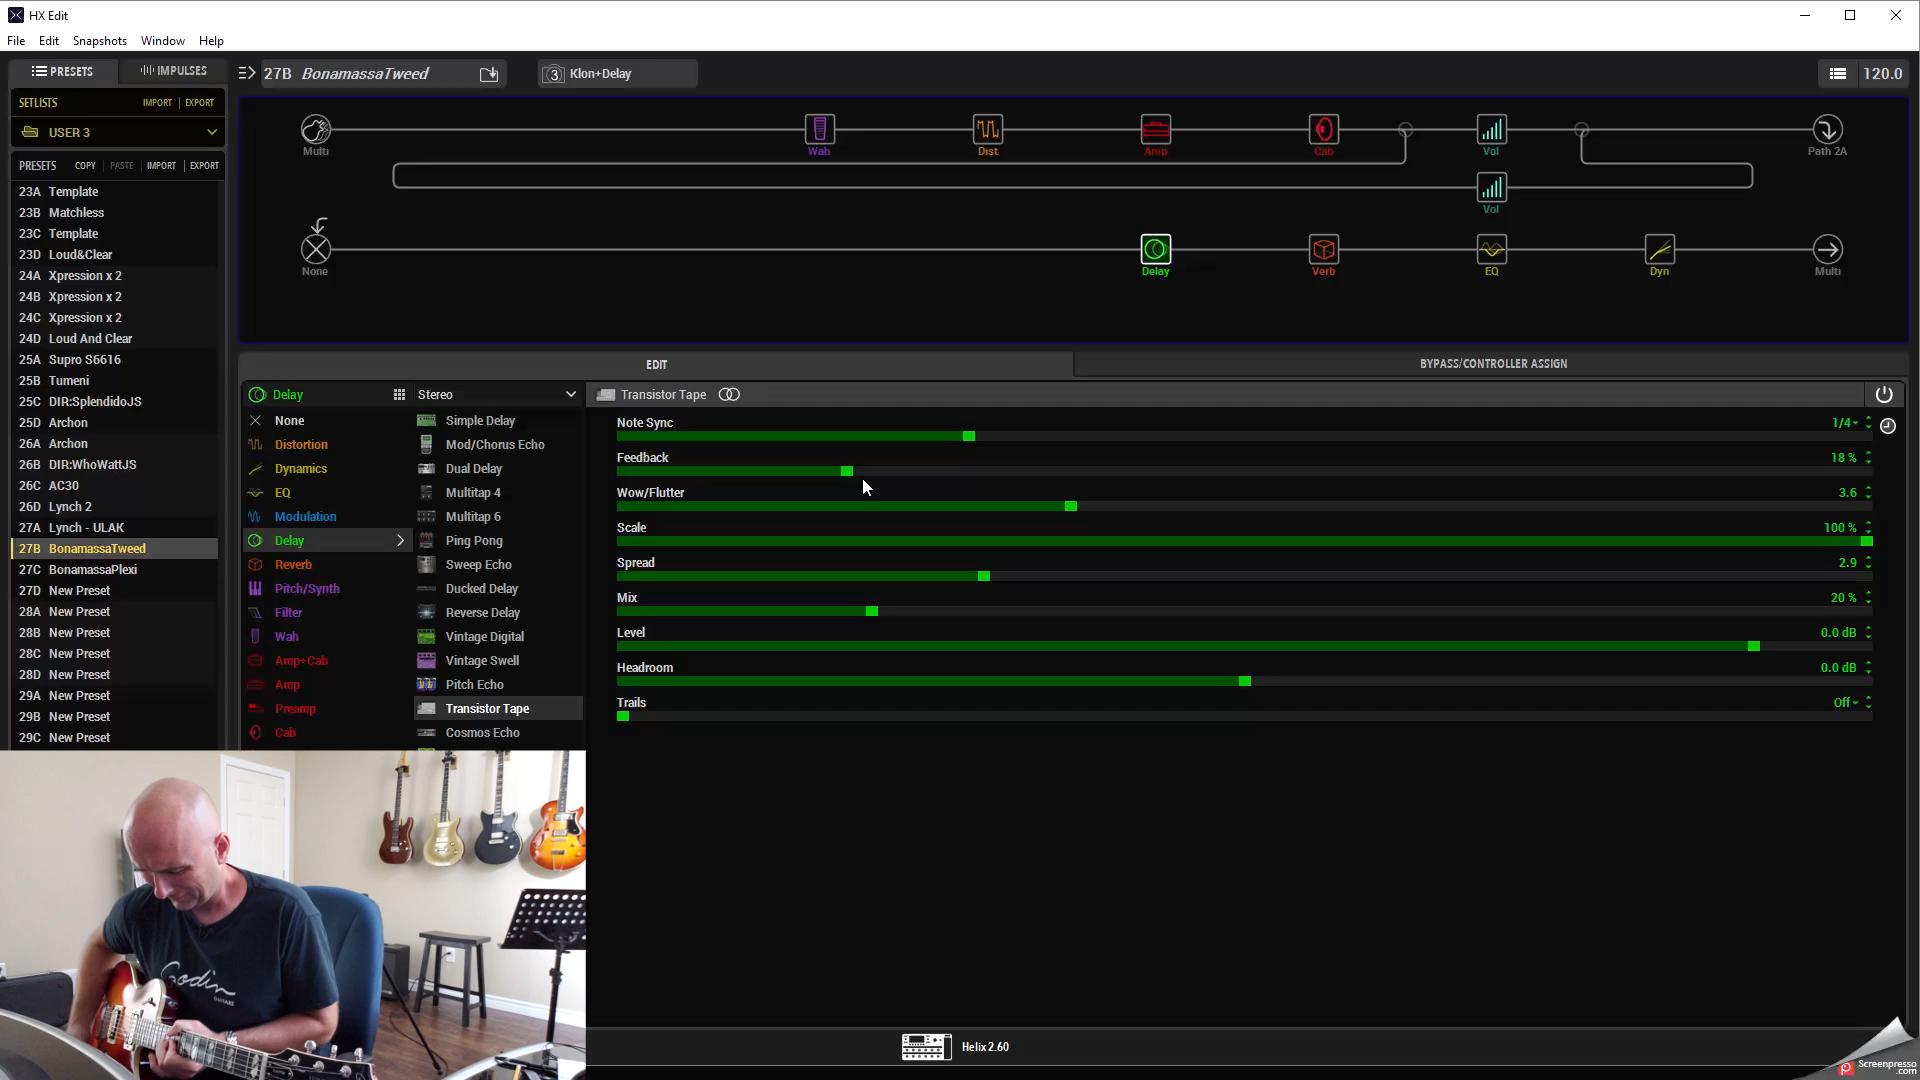 HX Edit
File Edit Snapshots Window Help
PRESETS IMPULSES
27B BonamassaTweed
3 Klon+Delay
120.0
SETLISTS IMPORT | EXPORT
USER 3
PRESETS COPY PASTE IMPORT EXPORT
23A Template
23B Matchless
23C Template
23D Loud&Clear
24A Xpression x 2
24B Xpression x 2
24C Xpression x 2
24D Loud And Clear
25A Supro S6616
25B Tumeni
25C DIR:SplendidoJS
25D Archon
26A Archon
26B DIR:WhoWattJS
26C AC30
26D Lynch 2
27A Lynch - ULAK
27B BonamassaTweed
27C BonamassaPlexi
27D New Preset
28A New Preset
28B New Preset
28C New Preset
28D New Preset
29A New Preset
29B New Preset
29C New Preset
Multi Wah Dist Amp Cab Vol Path 2A
Vol
None Delay Verb EQ Dyn Multi
EDIT BYPASS/CONTROLLER ASSIGN
Delay
None
Distortion
Dynamics
EQ
Modulation
Delay
Reverb
Pitch/Synth
Filter
Wah
Amp+Cab
Amp
Preamp
Cab
Stereo
Simple Delay
Mod/Chorus Echo
Dual Delay
Multitap 4
Multitap 6
Ping Pong
Sweep Echo
Ducked Delay
Reverse Delay
Vintage Digital
Vintage Swell
Pitch Echo
Transistor Tape
Cosmos Echo
Transistor Tape
Note Sync 1/4
Feedback 18 %
Wow/Flutter 3.6
Scale 100 %
Spread 2.9
Mix 20 %
Level 0.0 dB
Headroom 0.0 dB
Trails Off
Godin
GUITARS
Helix 2.60
Screenpresso
.com